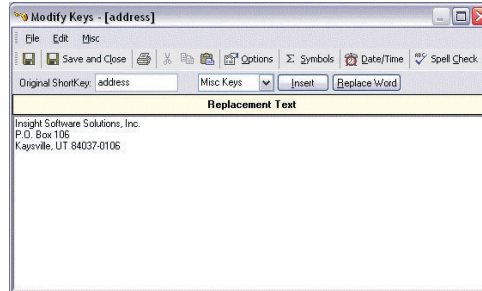 Modify Keys - [address]
File Edit Misc
Save and Close Options Σ Symbols Date/Time ABC Spell Check
Original ShortKey: address Misc Keys Insert Replace Word
Replacement Text
Insight Software Solutions, Inc.
P.O. Box 106
Kaysville, UT 84037-0106